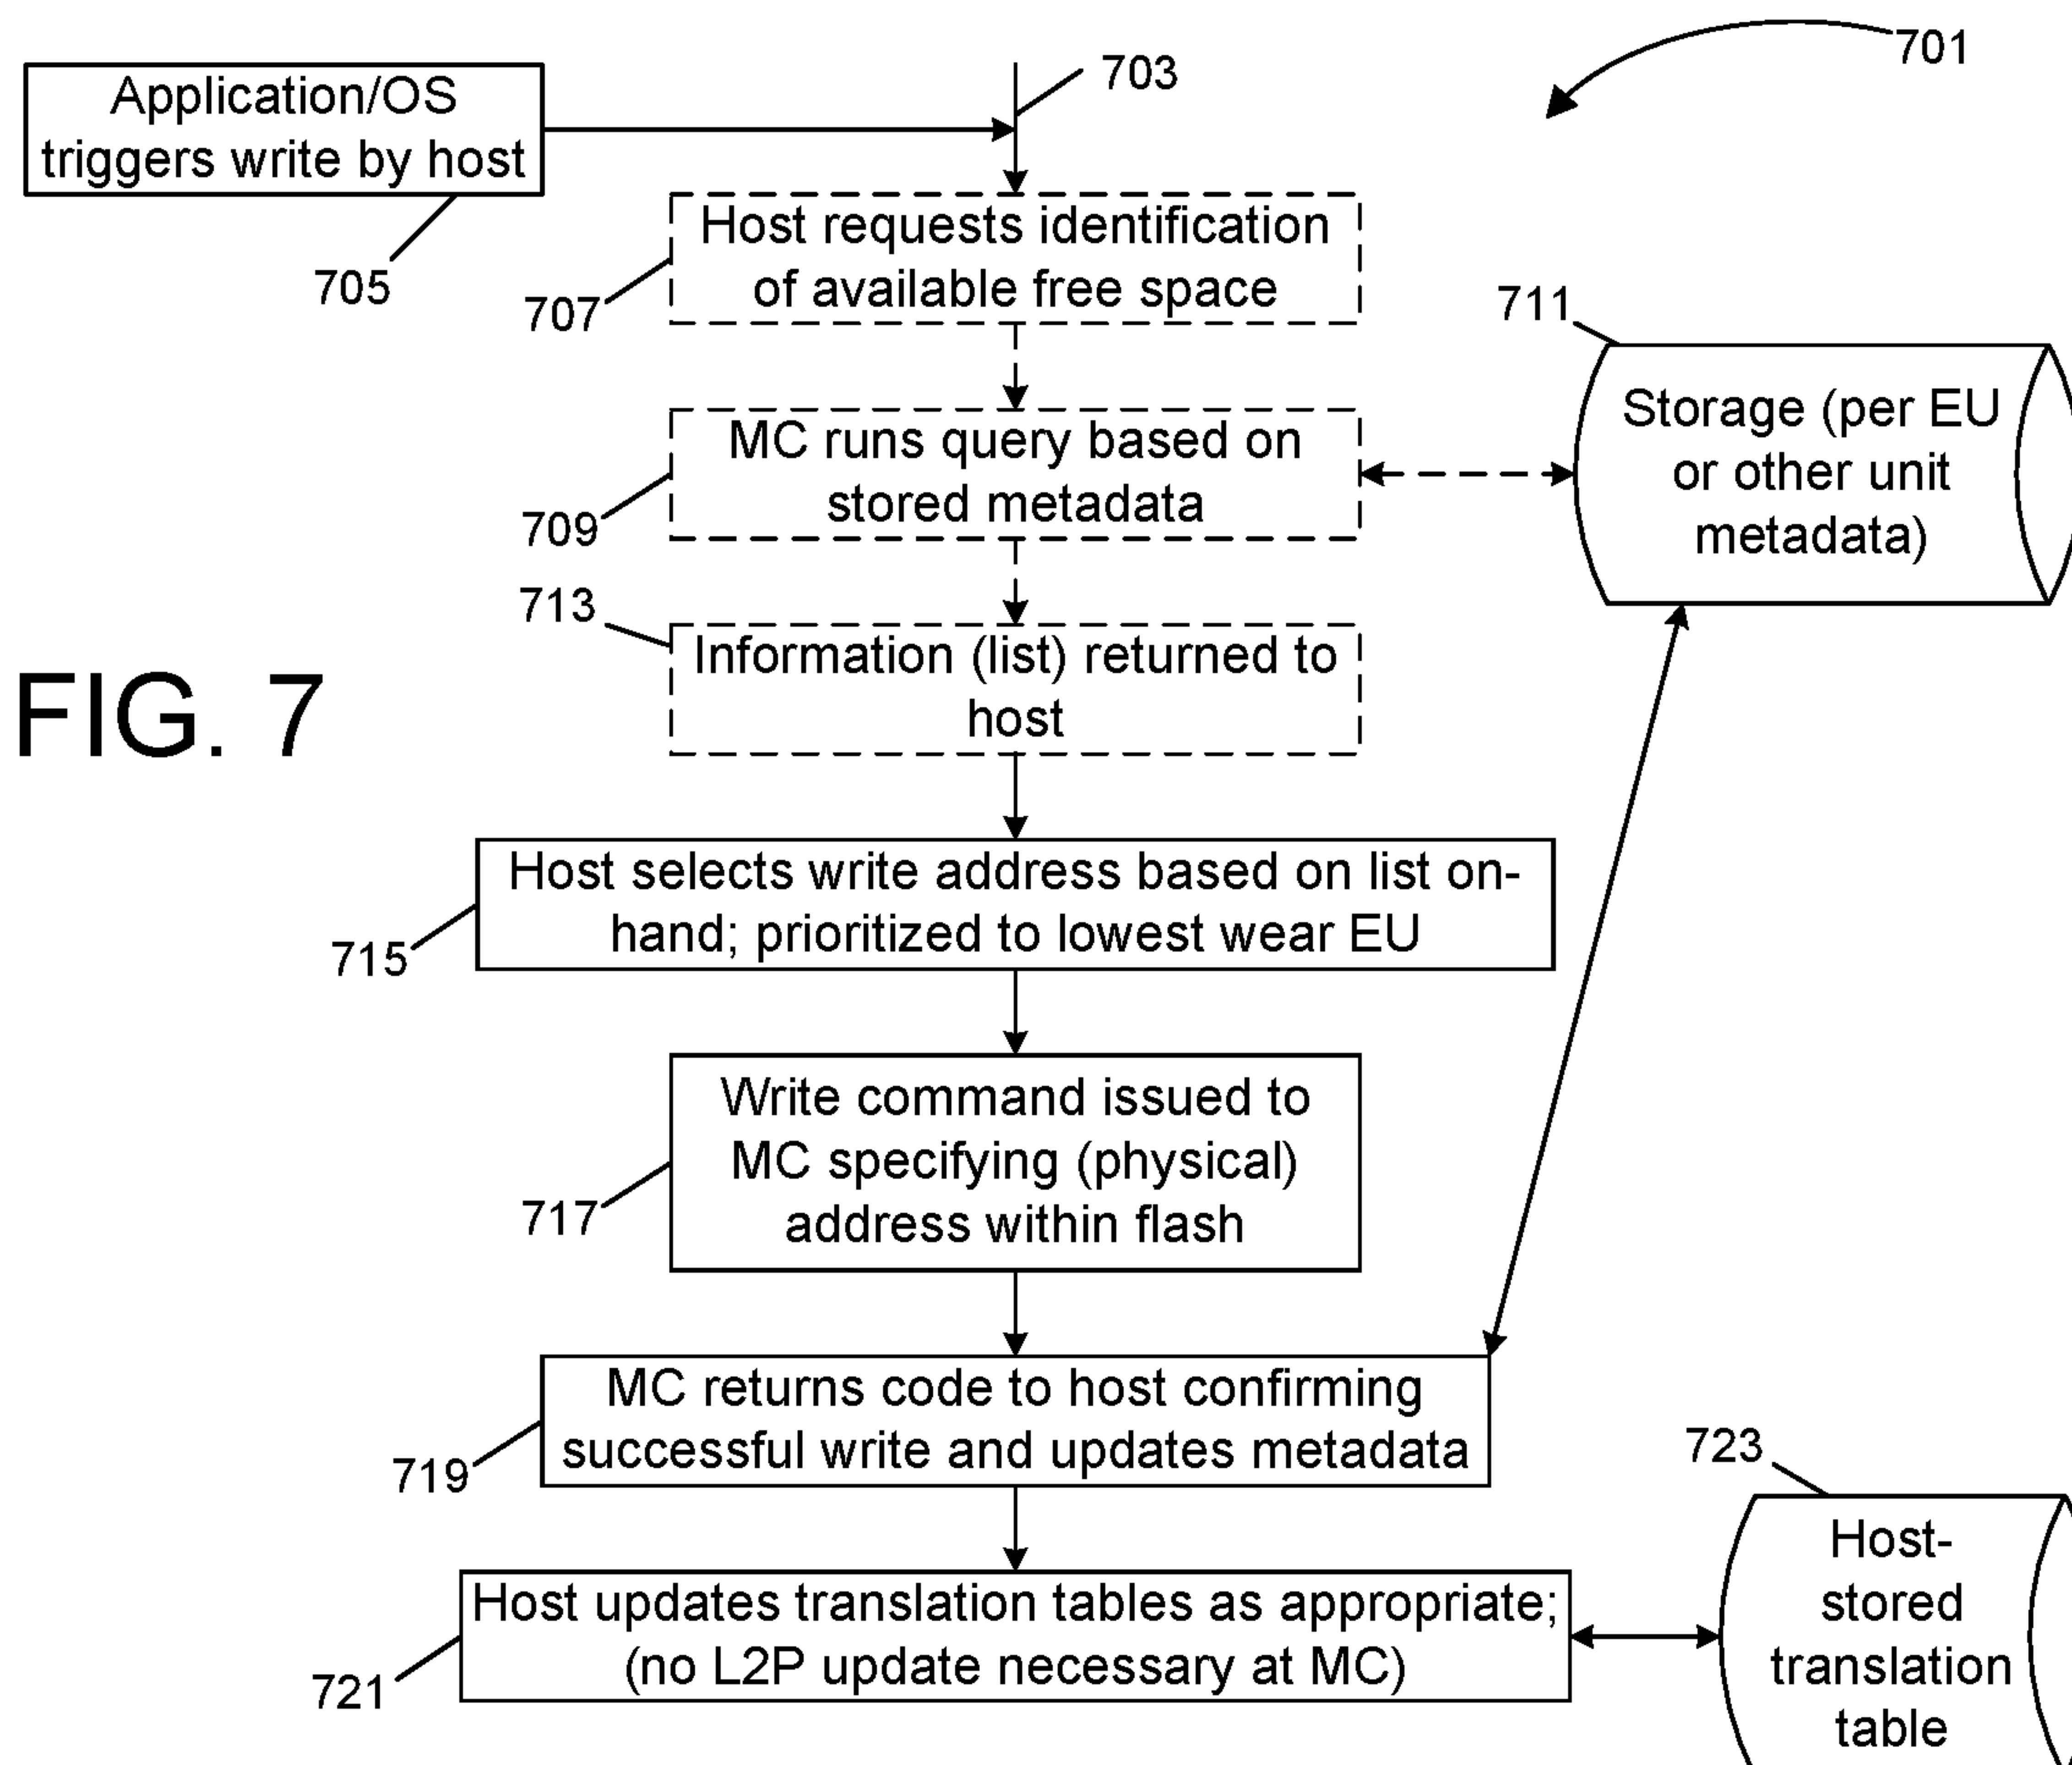 701
703
Application/OS
triggers write by host
705
Host requests identification
of available free space
707
711
Storage (per EU
or other unit
metadata)
MC runs query based on
stored metadata
709
713
Information (list) returned to
host
FIG. 7
Host selects write address based on list on-
hand; prioritized to lowest wear EU
715
Write command issued to
MC specifying (physical)
address within flash
717
MC returns code to host confirming
successful write and updates metadata
719
723
Host-
stored
translation
table
Host updates translation tables as appropriate;
(no L2P update necessary at MC)
721